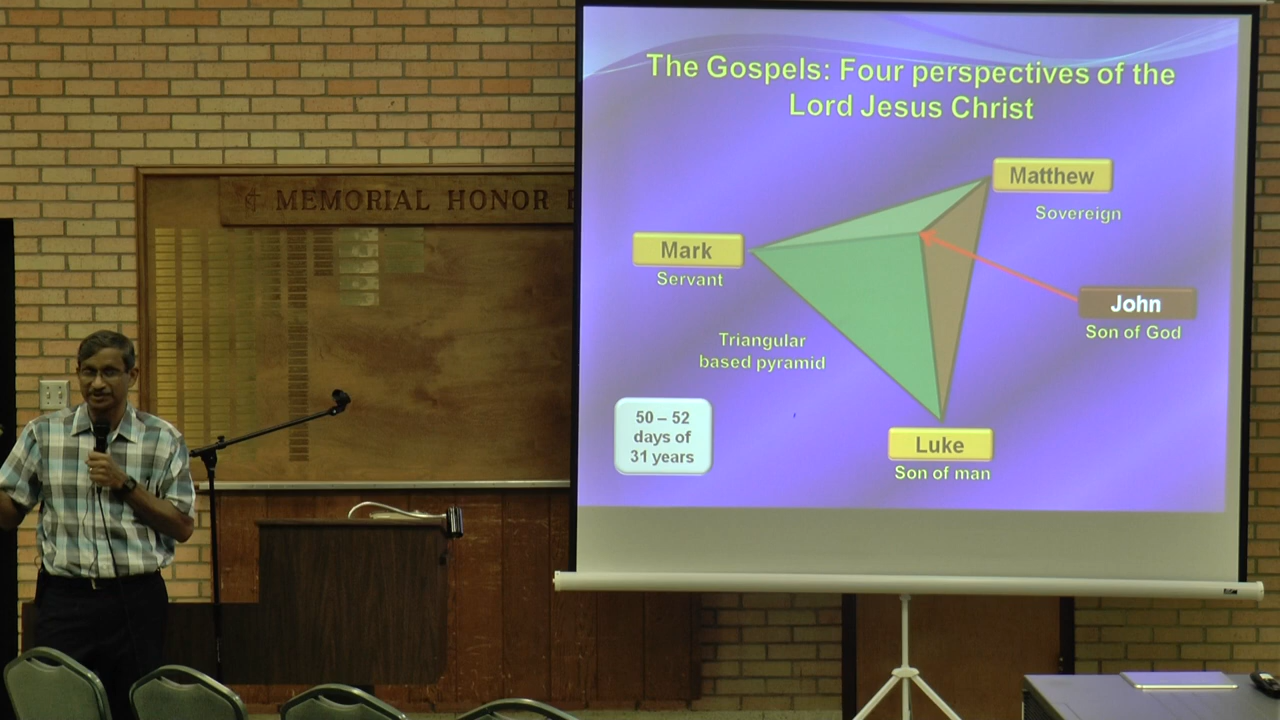 The Gospels: Four perspectives of the
Lord Jesus Christ
MEMORIAL HONOR
Matthew
Sovereign
Mark
Servant
John
Son of God
Triangular
based pyramid
50 – 52
days of
31 years
Luke
Son of man